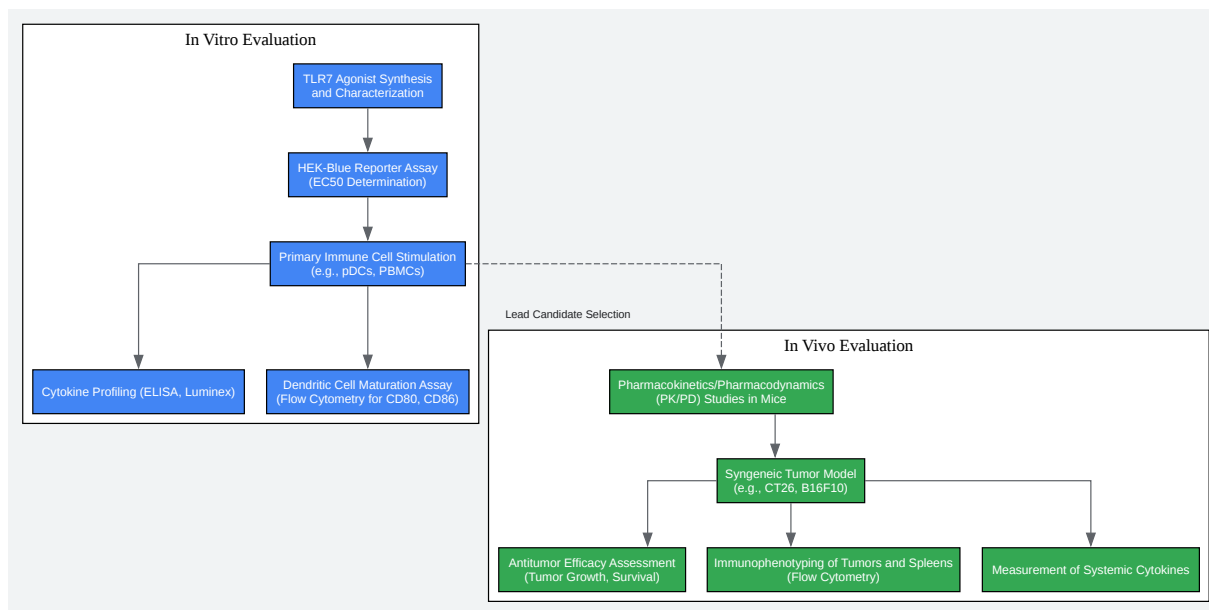 In Vitro Evaluation
TLR7 Agonist Synthesis
and Characterization
HEK-Blue Reporter Assay
(EC50 Determination)
Primary Immune Cell Stimulation
(e.g., pDCs, PBMCs)
Cytokine Profiling (ELISA, Luminex)
Dendritic Cell Maturation Assay
(Flow Cytometry for CD80, CD86)
Lead Candidate Selection
In Vivo Evaluation
Pharmacokinetics/Pharmacodynamics
(PK/PD) Studies in Mice
Syngeneic Tumor Model
(e.g., CT26, B16F10)
Antitumor Efficacy Assessment
(Tumor Growth, Survival)
Immunophenotyping of Tumors and Spleens
(Flow Cytometry)
Measurement of Systemic Cytokines